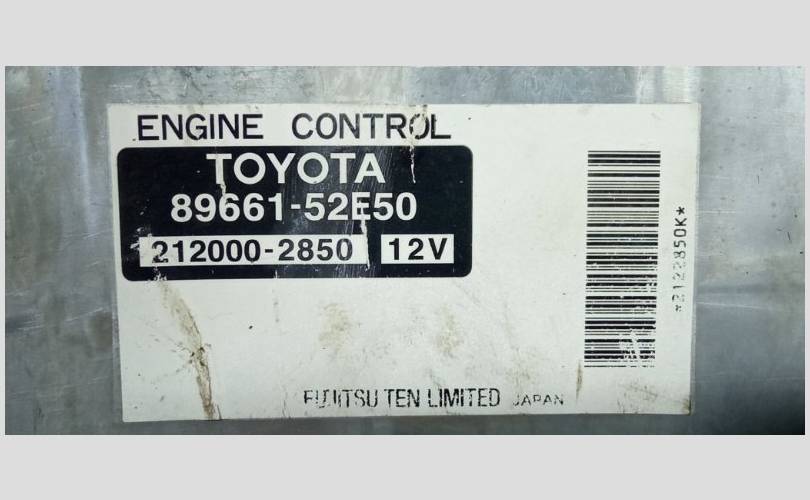 ENGINE CONTROL
TOYOTA
89661-52E50
212000-2850 12V
*2122850K*
FUJITSU TEN LIMITED JAPAN